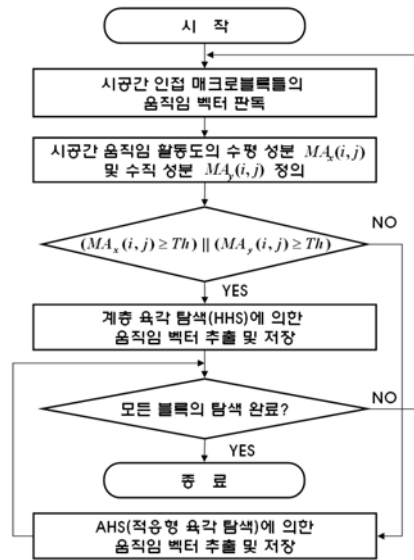 시 작
시공간 인접 매크로블록들의
움직임 벡터 판독
시공간 움직임 활동도의 수평 성분 MAx(i, j)
및 수직 성분 MAy(i, j) 정의
(MAx(i, j) ≥ Th) || (MAy(i, j) ≥ Th)
NO
YES
계층 육각 탐색(HHS)에 의한
움직임 벡터 추출 및 저장
모든 블록의 탐색 완료?
NO
YES
종 료
AHS(적응형 육각 탐색)에 의한
움직임 벡터 추출 및 저장